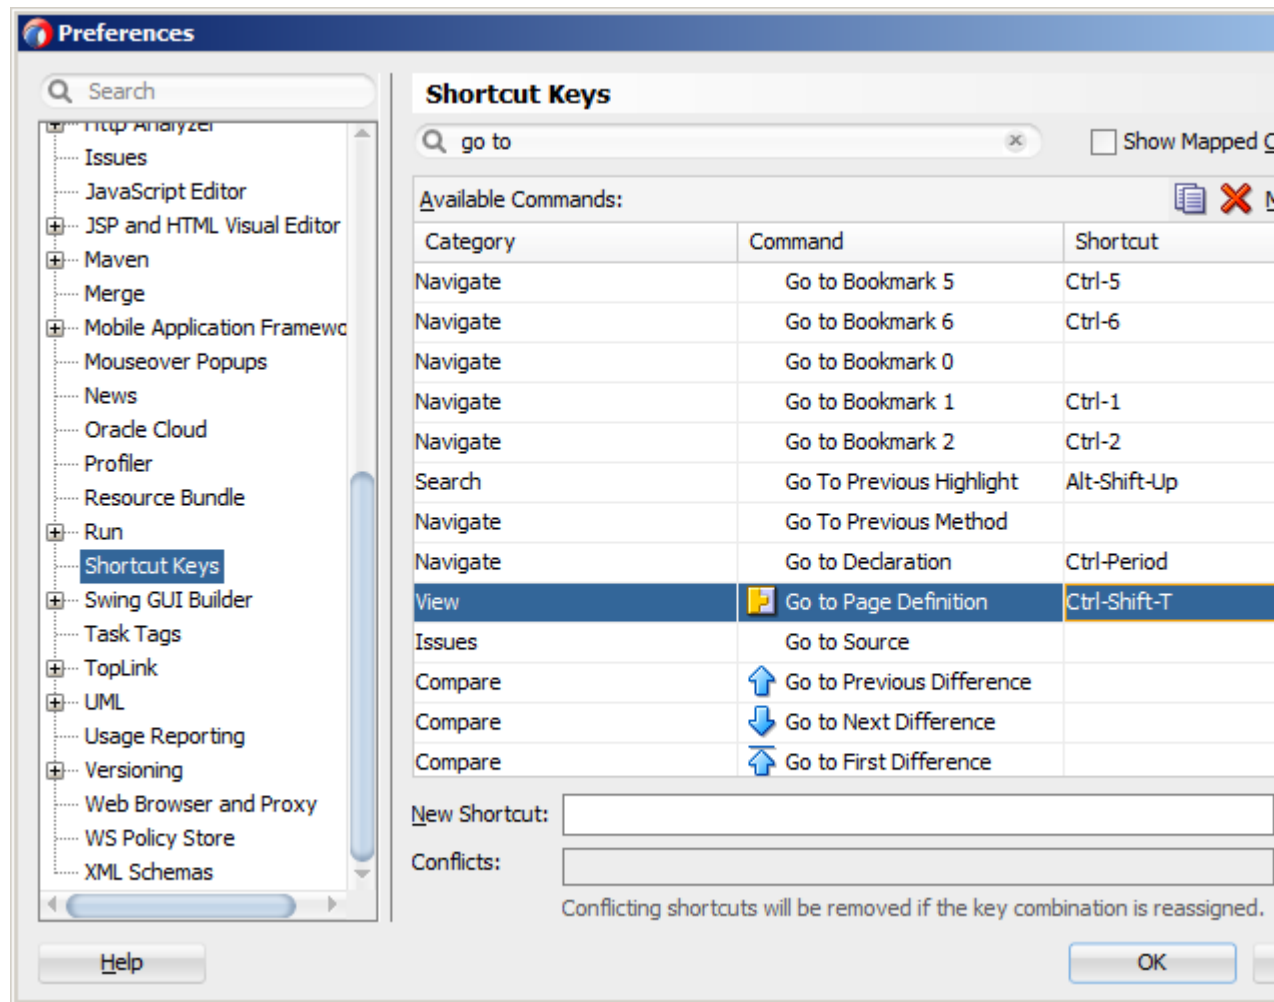 Preferences
Search
Http Analyzer
Issues
JavaScript Editor
JSP and HTML Visual Editor
Maven
Merge
Mobile Application Framewo
Mouseover Popups
News
Oracle Cloud
Profiler
Resource Bundle
Run
Shortcut Keys
Swing GUI Builder
Task Tags
TopLink
UML
Usage Reporting
Versioning
Web Browser and Proxy
WS Policy Store
XML Schemas
Help
Shortcut Keys
go to
Show Mapped
Available Commands:
Category Command Shortcut
Navigate Go to Bookmark 5 Ctrl-5
Navigate Go to Bookmark 6 Ctrl-6
Navigate Go to Bookmark 0
Navigate Go to Bookmark 1 Ctrl-1
Navigate Go to Bookmark 2 Ctrl-2
Search Go To Previous Highlight Alt-Shift-Up
Navigate Go To Previous Method
Navigate Go to Declaration Ctrl-Period
View Go to Page Definition Ctrl-Shift-T
Issues Go to Source
Compare Go to Previous Difference
Compare Go to Next Difference
Compare Go to First Difference
New Shortcut:
Conflicts:
Conflicting shortcuts will be removed if the key combination is reassigned.
OK